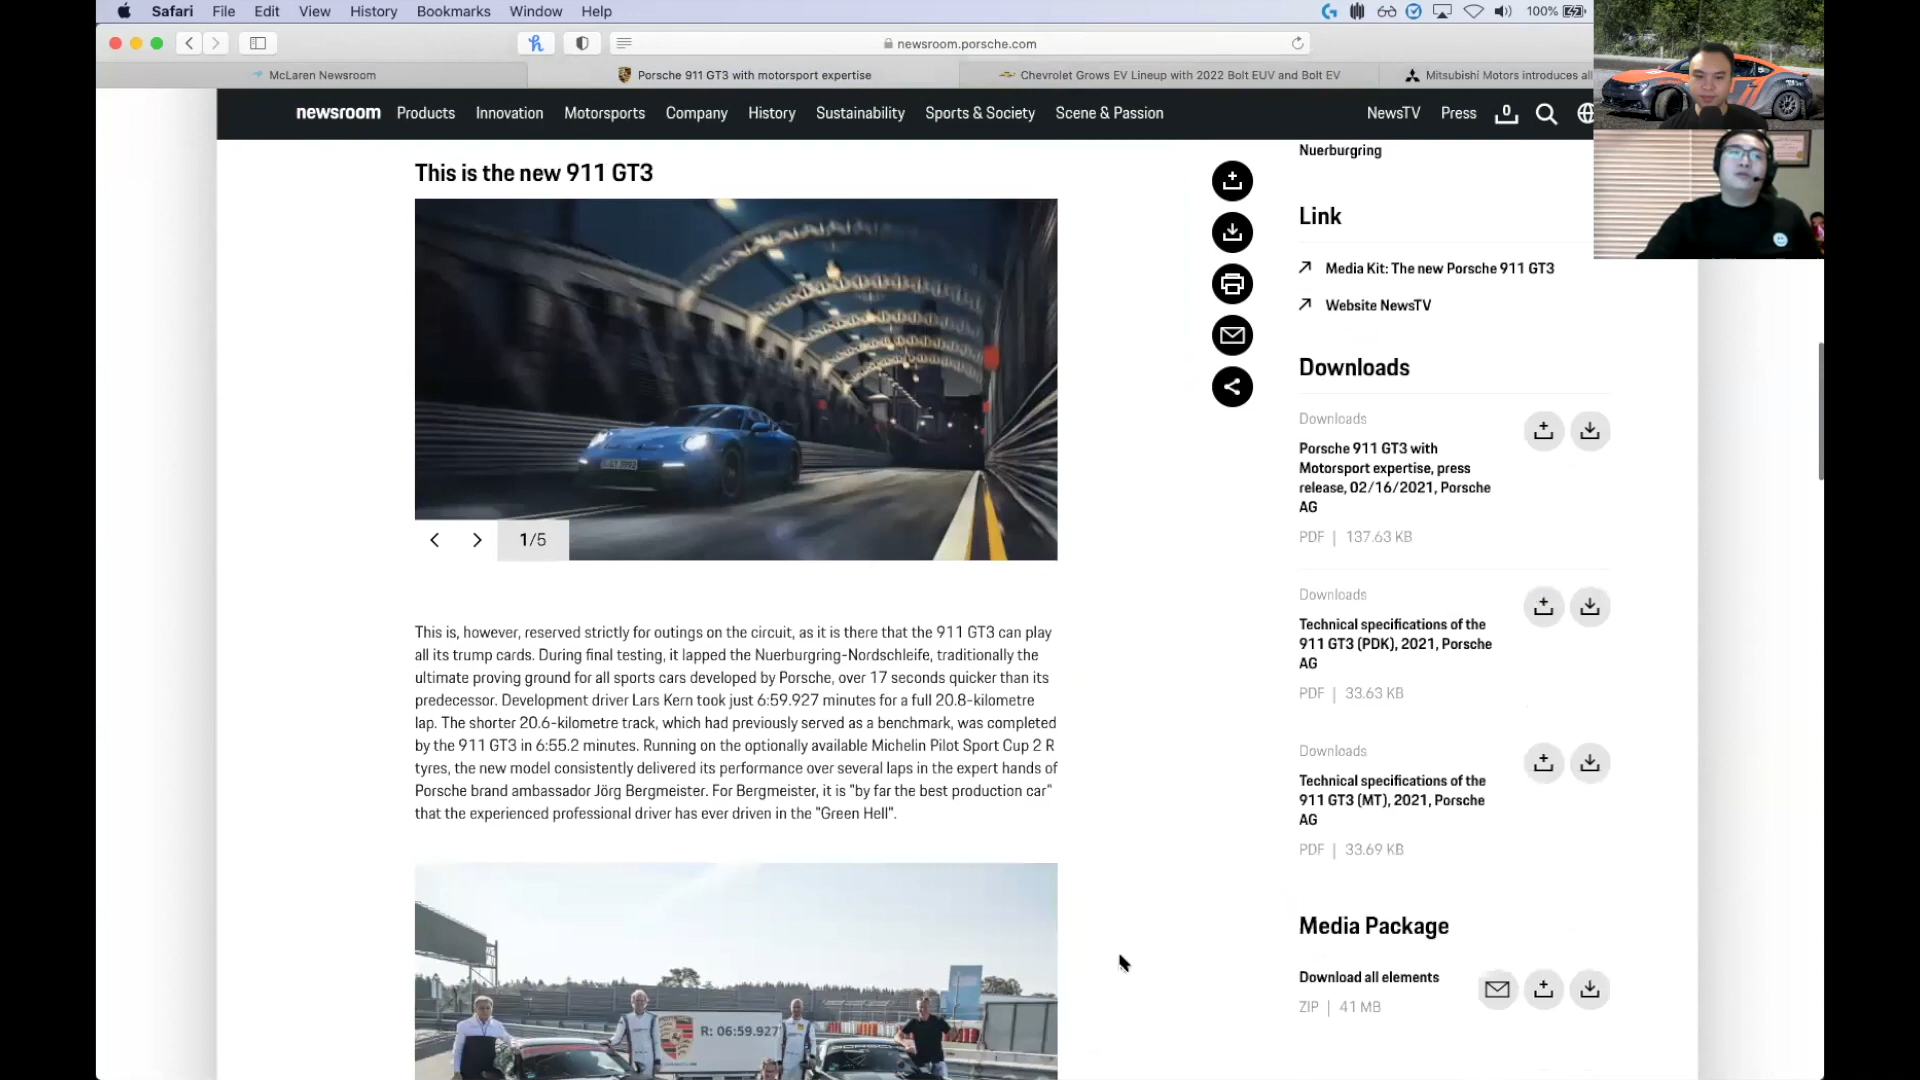 Safari File Edit View History Bookmarks Window Help 100%
newsroom.porsche.com
McLaren Newsroom
Porsche 911 GT3 with motorsport expertise
Chevrolet Grows EV Lineup with 2022 Bolt EUV and Bolt EV
Mitsubishi Motors introduces all
newsroom Products Innovation Motorsports Company History Sustainability Sports & Society Scene & Passion NewsTV Press 0
This is the new 911 GT3
1/5
This is, however, reserved strictly for outings on the circuit, as it is there that the 911 GT3 can play
all its trump cards. During final testing, it lapped the Nuerburgring-Nordschleife, traditionally the
ultimate proving ground for all sports cars developed by Porsche, over 17 seconds quicker than its
predecessor. Development driver Lars Kern took just 6:59.927 minutes for a full 20.8-kilometre
lap. The shorter 20.6-kilometre track, which had previously served as a benchmark, was completed
by the 911 GT3 in 6:55.2 minutes. Running on the optionally available Michelin Pilot Sport Cup 2 R
tyres, the new model consistently delivered its performance over several laps in the expert hands of
Porsche brand ambassador Jörg Bergmeister. For Bergmeister, it is "by far the best production car"
that the experienced professional driver has ever driven in the "Green Hell".
R: 06:59.927
Nuerburgring
Link
Media Kit: The new Porsche 911 GT3
Website NewsTV
Downloads
Downloads
Porsche 911 GT3 with
Motorsport expertise, press
release, 02/16/2021, Porsche
AG
PDF | 137.63 KB
Downloads
Technical specifications of the
911 GT3 (PDK), 2021, Porsche
AG
PDF | 33.63 KB
Downloads
Technical specifications of the
911 GT3 (MT), 2021, Porsche
AG
PDF | 33.69 KB
Media Package
Download all elements
ZIP | 41 MB